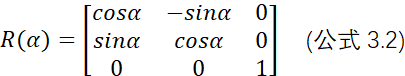 R(α) = [cosα −sinα 0
sinα cosα 0
0 0 1] (公式 3.2)